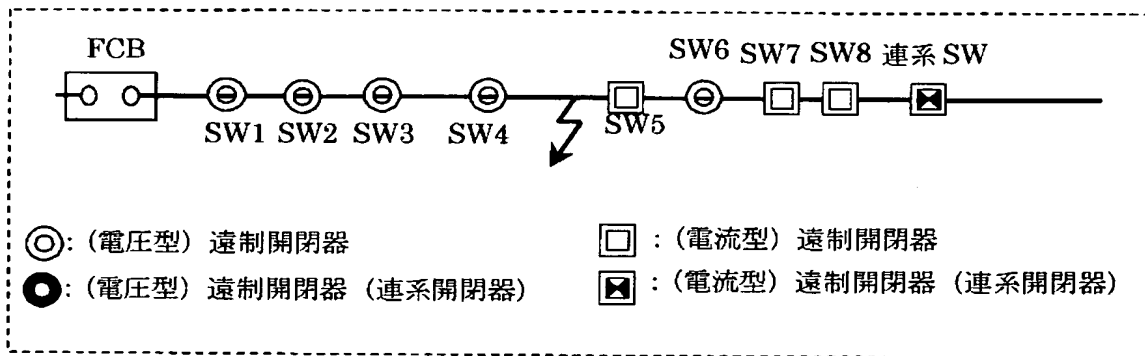 FCB
SW6 SW7 SW8 連系 SW
SW1 SW2 SW3 SW4 SW5
:(電圧型)遠制開閉器
:(電流型)遠制開閉器
:(電圧型)遠制開閉器(連系開閉器)
:(電流型)遠制開閉器(連系開閉器)